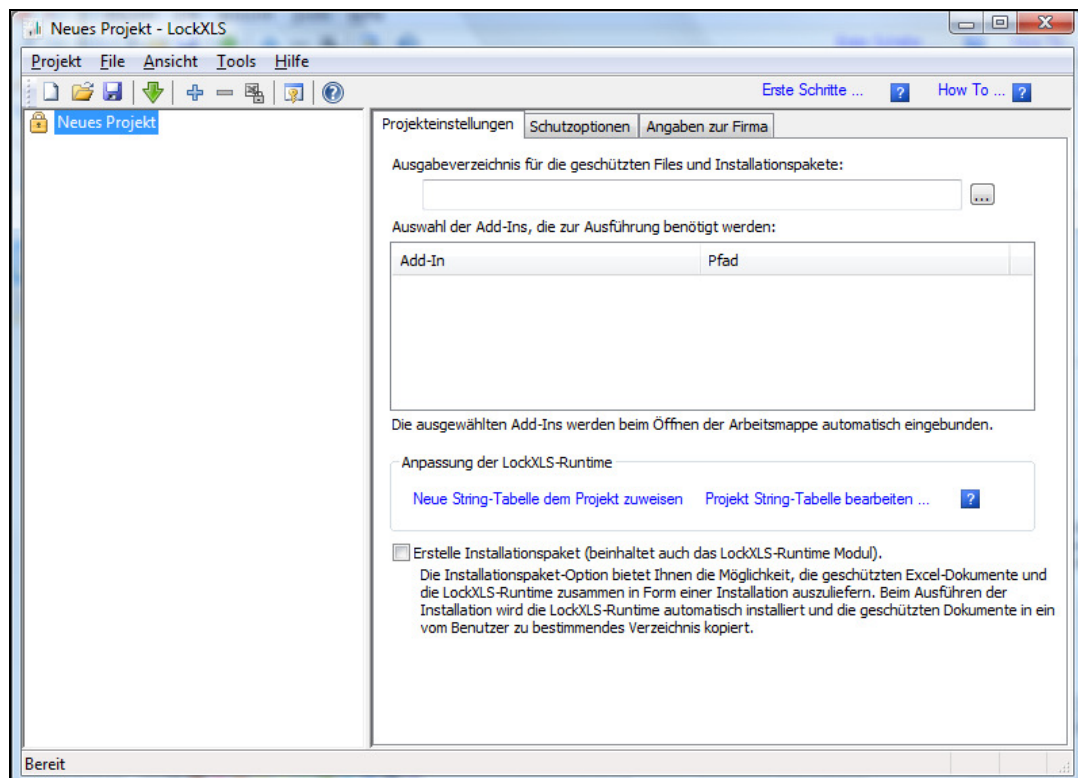 Neues Projekt - LockXLS
Projekt File Ansicht Tools Hilfe
Erste Schritte ... ? How To ... ?
Neues Projekt
Projekteinstellungen Schutzoptionen Angaben zur Firma
Ausgabeverzeichnis für die geschützten Files und Installationspakete:
...
Auswahl der Add-Ins, die zur Ausführung benötigt werden:
Add-In Pfad
Die ausgewählten Add-Ins werden beim Öffnen der Arbeitsmappe automatisch eingebunden.
Anpassung der LockXLS-Runtime
Neue String-Tabelle dem Projekt zuweisen Projekt String-Tabelle bearbeiten ... ?
Erstelle Installationspaket (beinhaltet auch das LockXLS-Runtime Modul).
Die Installationspaket-Option bietet Ihnen die Möglichkeit, die geschützten Excel-Dokumente und
die LockXLS-Runtime zusammen in Form einer Installation auszuliefern. Beim Ausführen der
Installation wird die LockXLS-Runtime automatisch installiert und die geschützten Dokumente in ein
vom Benutzer zu bestimmendes Verzeichnis kopiert.
Bereit